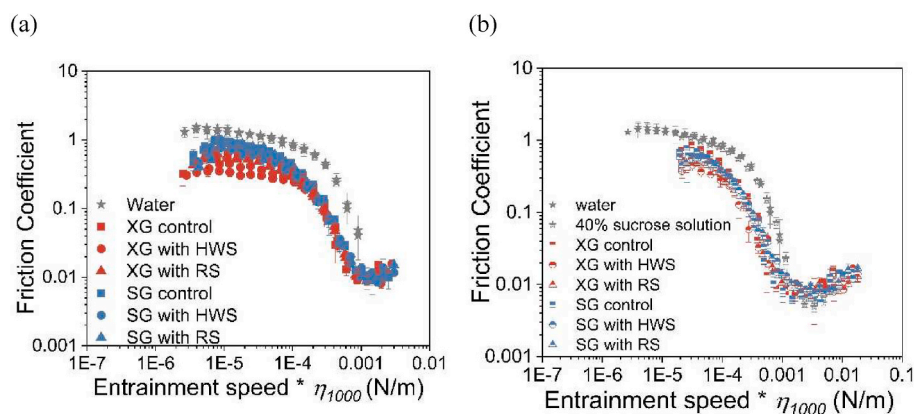 (a)
(b)
10
1
0.1
0.01
0.001
Friction Coefficient
Water
XG control
XG with HWS
XG with RS
SG control
SG with HWS
SG with RS
1E-7 1E-6 1E-5 1E-4 0.001 0.01
Entrainment speed * η1000 (N/m)
10
1
0.1
0.01
0.001
Friction Coefficient
water
40% sucrose solution
XG control
XG with HWS
XG with RS
SG control
SG with HWS
SG with RS
1E-7 1E-6 1E-5 1E-4 0.001 0.01 0.1
Entrainment speed * η1000 (N/m)